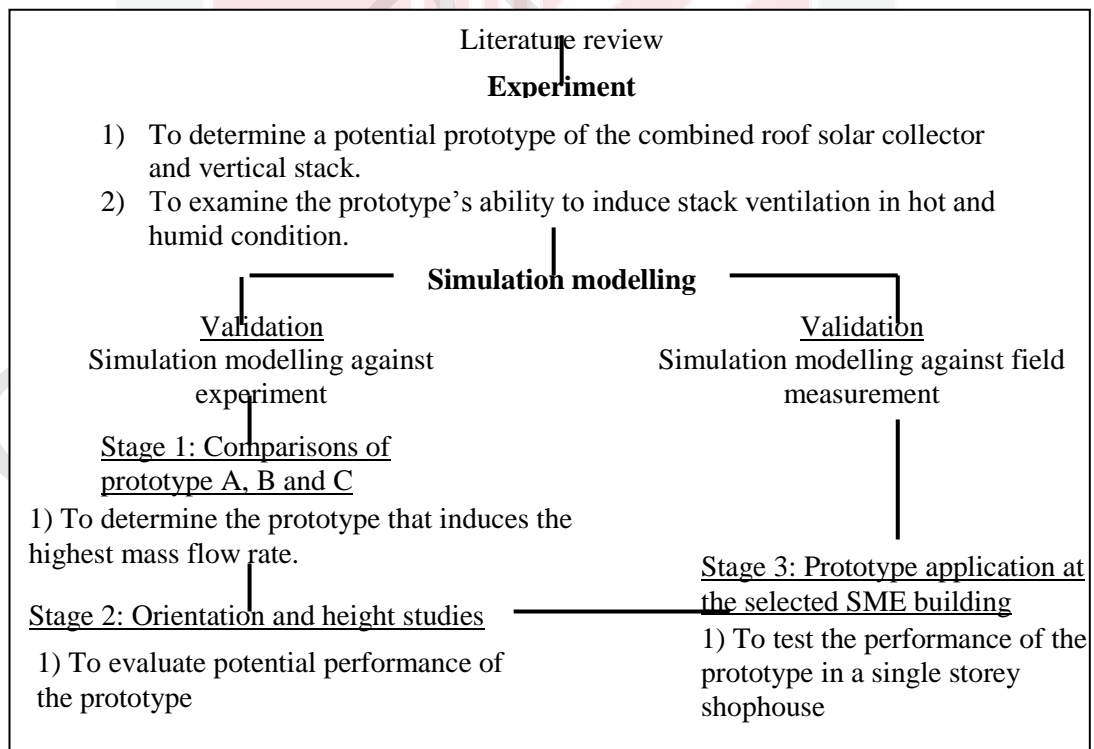 Literature review
Experiment
1) To determine a potential prototype of the combined roof solar collector
and vertical stack.
2) To examine the prototype’s ability to induce stack ventilation in hot and
humid condition.
Simulation modelling
Validation
Simulation modelling against
experiment
Validation
Simulation modelling against field
measurement
Stage 1: Comparisons of
prototype A, B and C
1) To determine the prototype that induces the
highest mass flow rate.
Stage 2: Orientation and height studies
1) To evaluate potential performance of
the prototype
Stage 3: Prototype application at
the selected SME building
1) To test the performance of the
prototype in a single storey
shophouse